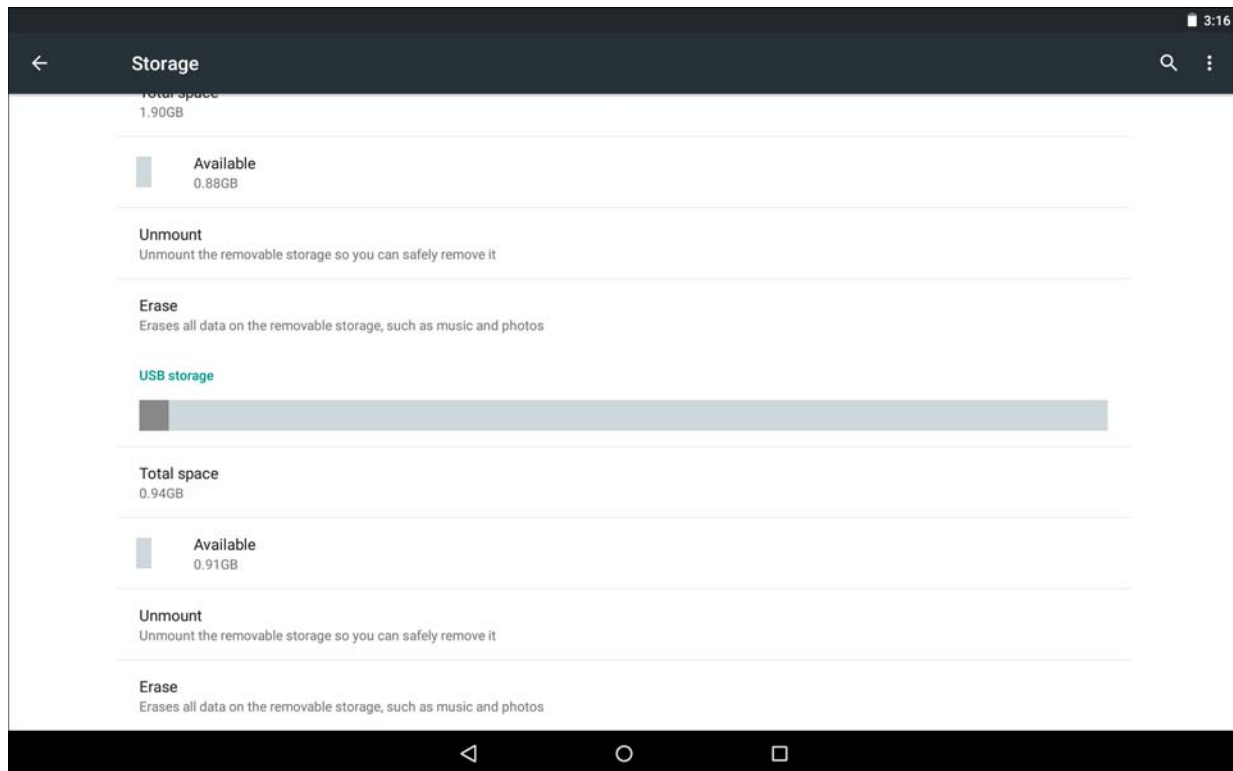 3:16
Storage
Total space
1.90GB
Available
0.88GB
Unmount
Unmount the removable storage so you can safely remove it
Erase
Erases all data on the removable storage, such as music and photos
USB storage
Total space
0.94GB
Available
0.91GB
Unmount
Unmount the removable storage so you can safely remove it
Erase
Erases all data on the removable storage, such as music and photos